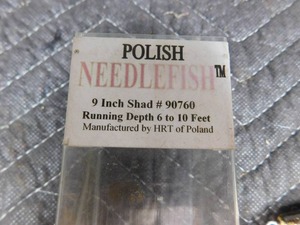 POLISH
NEEDLEFISH™
9 Inch Shad # 90760
Running Depth 6 to 10 Feet
Manufactured by HRT of Poland